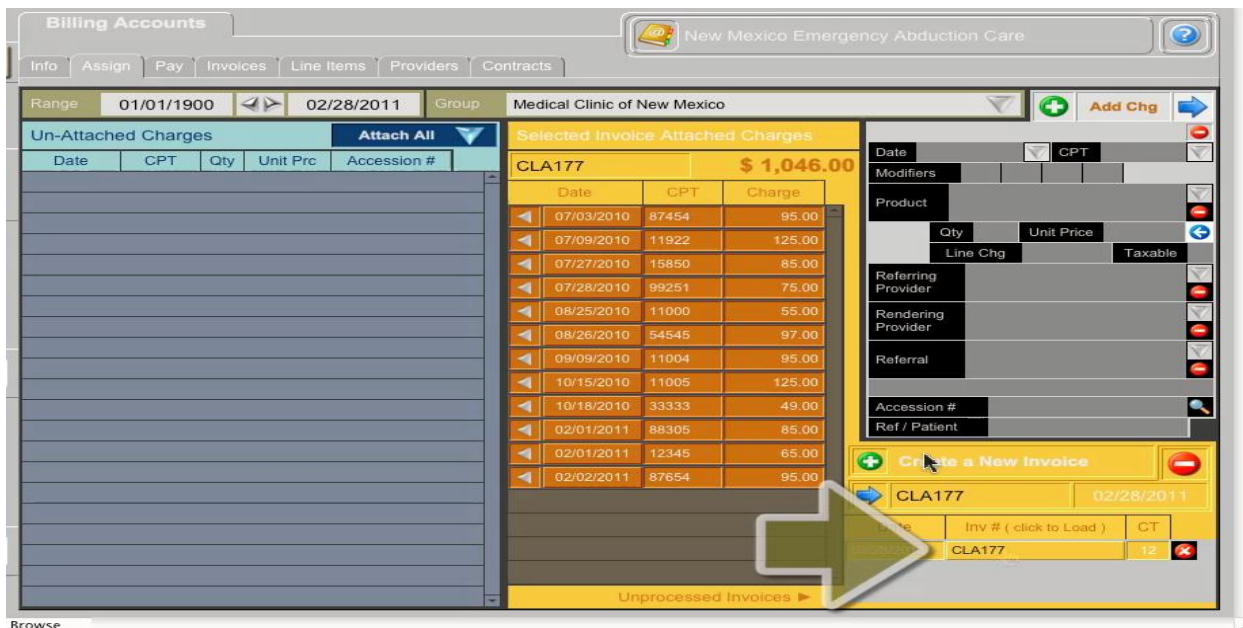 Billing Accounts
New Mexico Emergency Abduction Care
Info Assign Pay Invoices Line Items Providers Contracts
Range 01/01/1900 02/28/2011 Group Medical Clinic of New Mexico Add Chg
Un-Attached Charges Attach All
Date CPT Qty Unit Prc Accession #
Selected Invoice Attached Charges
CLA177 $ 1,046.00
Date CPT Charge
07/03/2010 87454 95.00
07/09/2010 11922 125.00
07/27/2010 15850 85.00
07/28/2010 99251 75.00
08/25/2010 11000 55.00
08/26/2010 54545 97.00
09/09/2010 11004 95.00
10/15/2010 11005 125.00
10/18/2010 33333 49.00
02/01/2011 88305 85.00
02/01/2011 12345 65.00
02/02/2011 87654 95.00
Unprocessed Invoices
Date CPT
Modifiers
Product
Qty Unit Price
Line Chg Taxable
Referring
Provider
Rendering
Provider
Referral
Accession #
Ref / Patient
Create a New Invoice
CLA177 02/28/2011
Date Inv # ( click to Load ) CT
CLA177 12
Browse